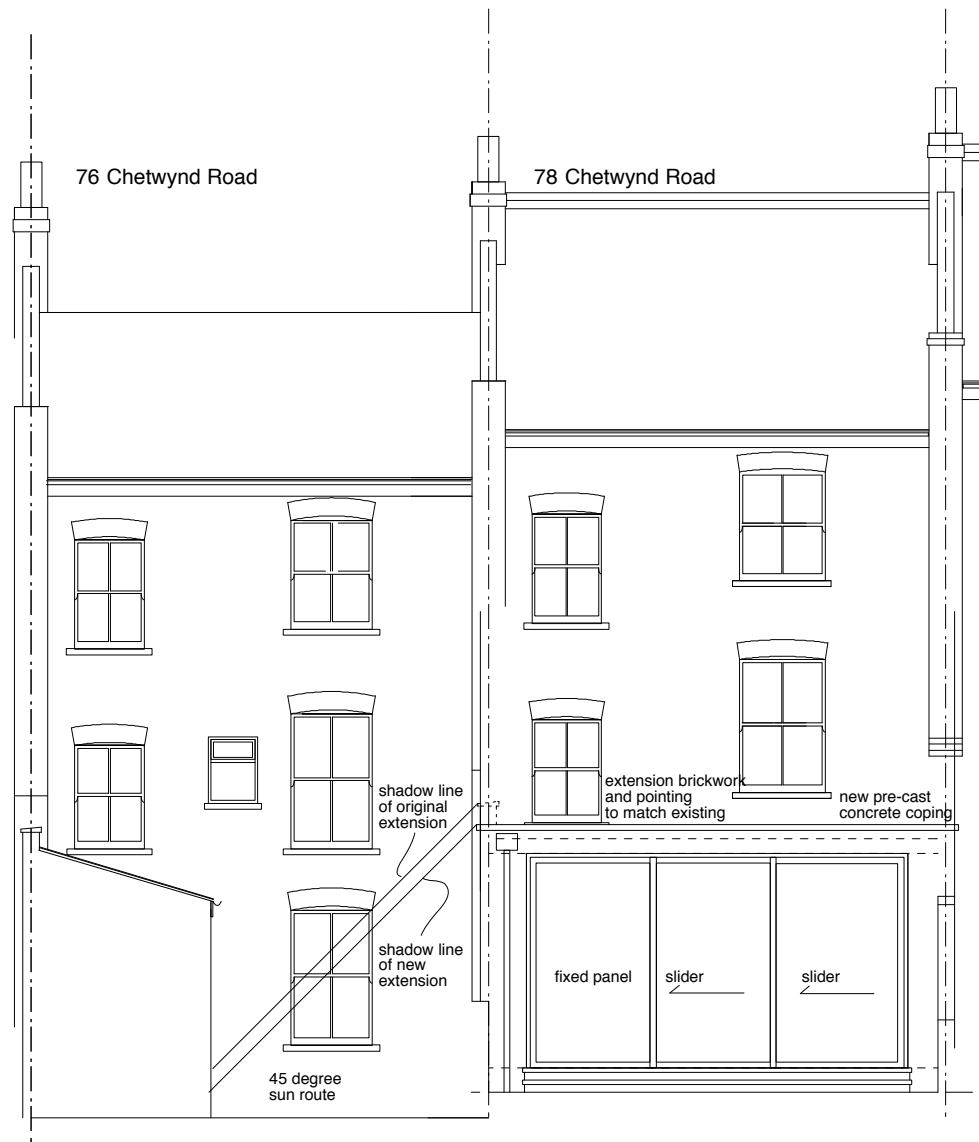 76 Chetwynd Road
78 Chetwynd Road
shadow line
of original
extension
extension brickwork
and pointing
to match existing
new pre-cast
concrete coping
shadow line
of new
extension
fixed panel
slider
slider
45 degree
sun route